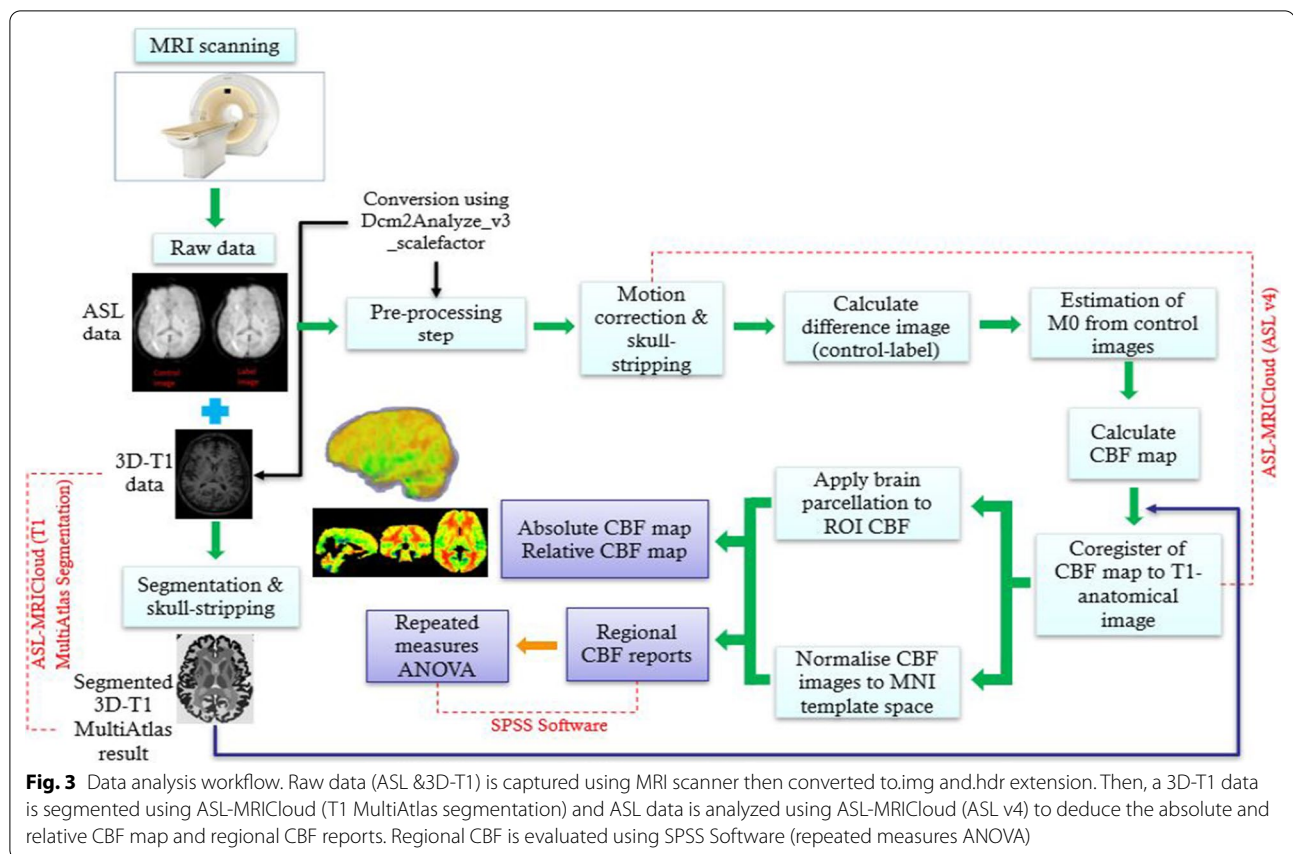 MRI scanning
Raw data
ASL
data
Control
Image
Label
Image
3D-T1
data
Segmentation &
skull-stripping
Segmented
3D-T1
MultiAtlas
result
ASL-MRICloud (T1
MultiAtlas Segmentation)
Conversion using
Dcm2Analyze_v3
_scalefactor
Pre-processing
step
Motion
correction &
skull-
stripping
Calculate
difference image
(control-label)
Estimation of
M0 from control
images
ASL-MRICloud (ASL v4)
Calculate
CBF map
Coregister of
CBF map to T1-
anatomical
image
Apply brain
parcellation to
ROI CBF
Normalise CBF
images to MNI
template space
Absolute CBF map
Relative CBF map
Regional
CBF reports
Repeated
measures
ANOVA
SPSS Software
Fig. 3 Data analysis workflow. Raw data (ASL &3D-T1) is captured using MRI scanner then converted to.img and.hdr extension. Then, a 3D-T1 data
is segmented using ASL-MRICloud (T1 MultiAtlas segmentation) and ASL data is analyzed using ASL-MRICloud (ASL v4) to deduce the absolute and
relative CBF map and regional CBF reports. Regional CBF is evaluated using SPSS Software (repeated measures ANOVA)